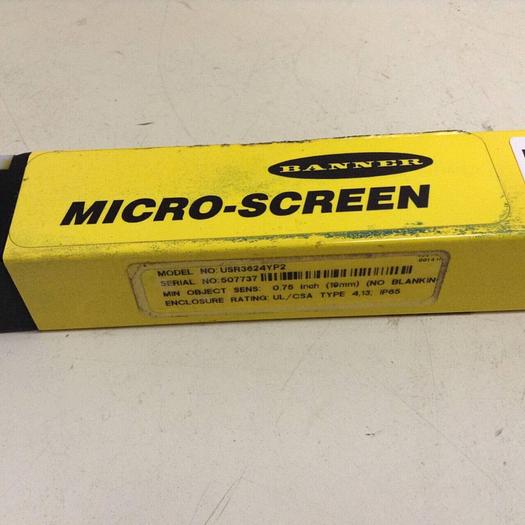 BANNER
MICRO-SCREEN
MODEL NO: USR3624YP2
SERIAL NO: 507737
MIN OBJECT SENS: 0.75 Inch (19mm) (NO BLANKIN
ENCLOSURE RATING: UL/CSA TYPE 4,13; IP65